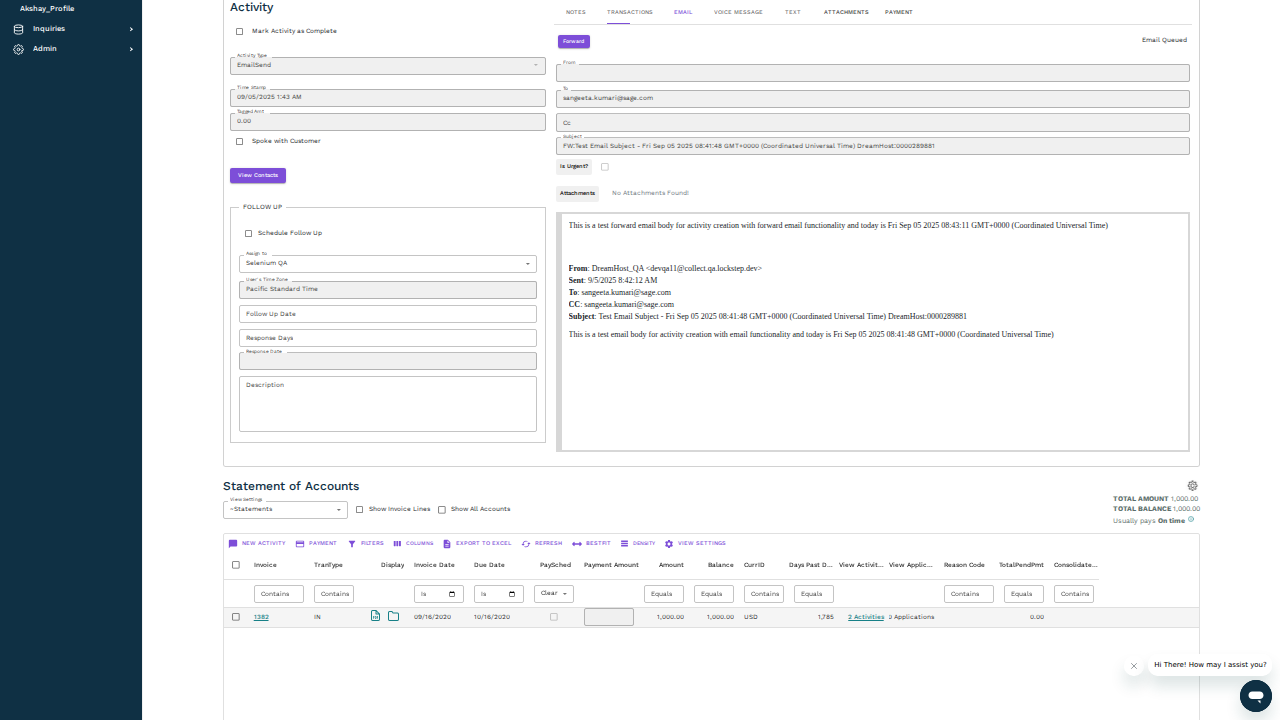 Akshay_Profile
Inquiries
Admin
Activity
Mark Activity as Complete
Activity Type
EmailSend
Time Stamp
09/05/2025 1:43 AM
Tagged Amt
0.00
Spoke with Customer
View Contacts
FOLLOW UP
Schedule Follow Up
Assign To
Selenium QA
User's Time Zone
Pacific Standard Time
Follow Up Date
Response Days
Response Date
Description
NOTES TRANSACTIONS EMAIL VOICE MESSAGE TEXT ATTACHMENTS PAYMENT
Forward
Email Queued
From
To
sangeeta.kumari@sage.com
Cc
Subject
FW:Test Email Subject - Fri Sep 05 2025 08:41:48 GMT+0000 (Coordinated Universal Time) DreamHost:0000289881
Is Urgent?
Attachments No Attachments Found!
This is a test forward email body for activity creation with forward email functionality and today is Fri Sep 05 2025 08:43:11 GMT+0000 (Coordinated Universal Time)
From: DreamHost_QA <devqa11@collect.qa.lockstep.dev>
Sent: 9/5/2025 8:42:12 AM
To: sangeeta.kumari@sage.com
CC: sangeeta.kumari@sage.com
Subject: Test Email Subject - Fri Sep 05 2025 08:41:48 GMT+0000 (Coordinated Universal Time) DreamHost:0000289881
This is a test email body for activity creation with email functionality and today is Fri Sep 05 2025 08:41:48 GMT+0000 (Coordinated Universal Time)
Statement of Accounts
View Settings
~Statements
Show Invoice Lines Show All Accounts
TOTAL AMOUNT 1,000.00
TOTAL BALANCE 1,000.00
Usually pays On time
NEW ACTIVITY PAYMENT FILTERS COLUMNS EXPORT TO EXCEL REFRESH BESTFIT DENSITY VIEW SETTINGS
Invoice TranType Display Invoice Date Due Date PaySched Payment Amount Amount Balance CurrID Days Past D... View Activit... View Applic... Reason Code TotalPendPmt Consolidate...
Contains Contains Is Is Clear Equals Equals Contains Equals Contains Equals Contains
1382 IN 09/16/2020 10/16/2020 1,000.00 1,000.00 USD 1,785 2 Activities 2 Applications 0.00
Hi There! How may I assist you?